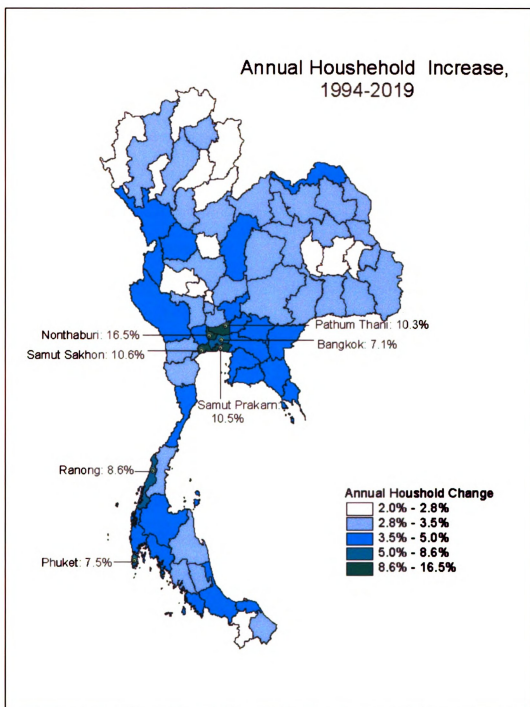 Annual Houshehold Increase,
1994-2019
Pathum Thani: 10.3%
Nonthaburi: 16.5%
Bangkok: 7.1%
Samut Sakhon: 10.6%
Samut Prakarn:
10.5%
Ranong: 8.6%
Phuket: 7.5%
Annual Houshold Change
2.0% - 2.8%
2.8% - 3.5%
3.5% - 5.0%
5.0% - 8.6%
8.6% - 16.5%